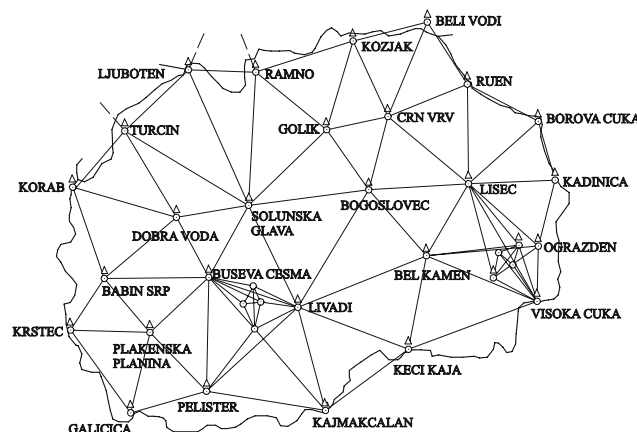 BELI VODI
KOZJAK
LJUBOTEN
RAMNO
RUEN
TURCIN
GOLIK
CRN VRV
BOROVA CUKA
KORAB
SOLUNSKA
GLAVA
BOGOSLOVEC
LISEC
KADINICA
DOBRA VODA
BUSEVA CESMA
BEL KAMEN
OGRAZDEN
BABIN SRP
LIVADI
VISOKA CUKA
KRSTEC
PLAKENSKA
PLANINA
KECI KAJA
PELISTER
GALICICA
KAJMAKCALAN